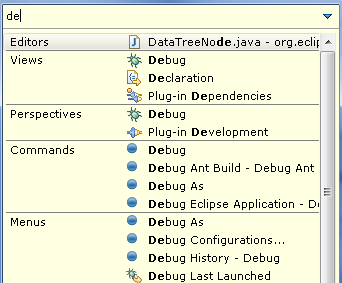 de
Editors DataTreeNode.java - org.eclip
Views Debug
Declaration
Plug-in Dependencies
Perspectives Debug
Plug-in Development
Commands Debug
Debug Ant Build - Debug Ant
Debug As
Debug Eclipse Application - De
Menus Debug As
Debug Configurations...
Debug History - Debug
Debug Last Launched